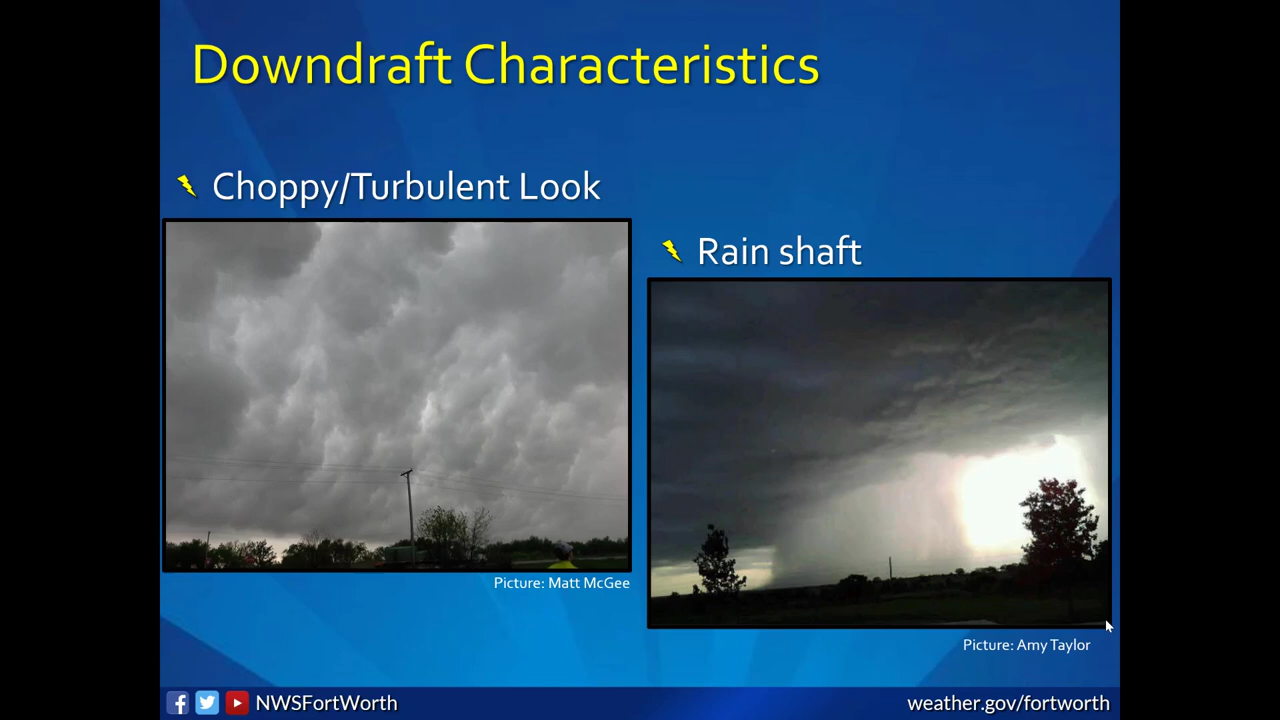 Downdraft Characteristics
Choppy/Turbulent Look
Rain shaft
Picture: Matt McGee
Picture: Amy Taylor
NWSFortWorth
weather.gov/fortworth